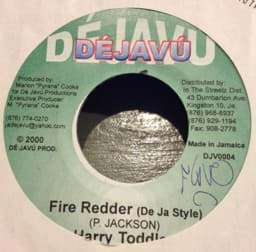 DÉJAVU
DÉJAVÚ
Produced by:
Marlon "Pyrana" Cooke
for De Javu Productions
Executive Producer
M. "Pyrana" Cooke
(876) 774-0270
Distributed by:
In The Streetz Dist.
43 Dumbarton Ave.
Kingston 10, Ja
(876) 968-6937
(876) 929-1194
Fax: 908-2778
© 2000
DÉ JÁVÚ PROD.
Made in Jamaica
DJV0004
Fire Redder (De Ja Style)
(P. JACKSON)
Harry Toddler